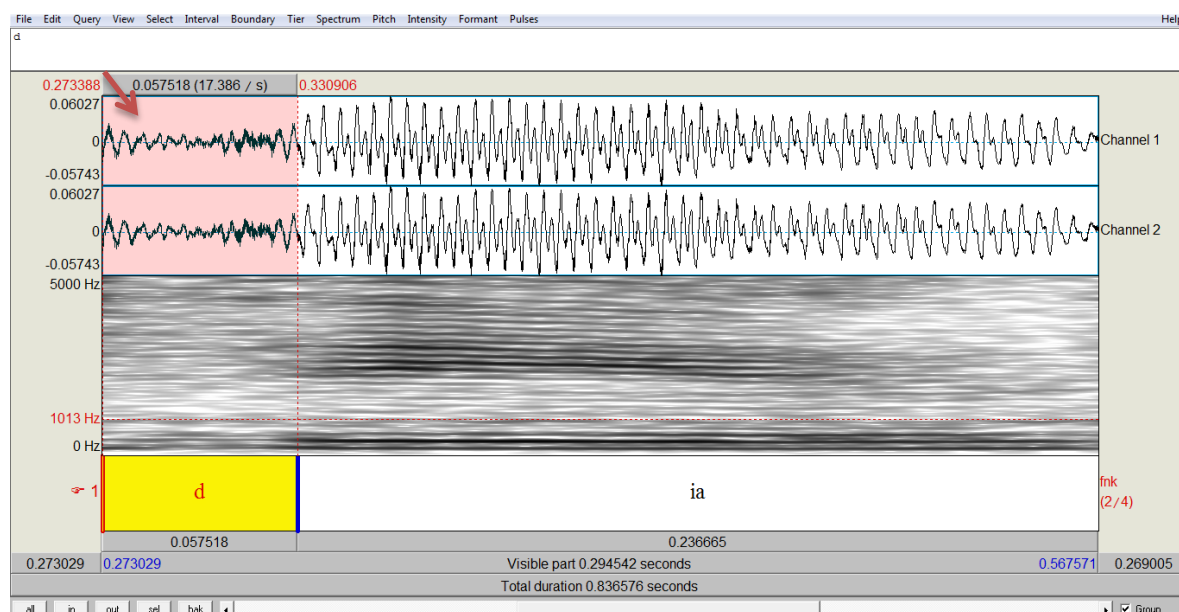 File Edit Query View Select Interval Boundary Tier Spectrum Pitch Intensity Formant Pulses Help
d
0.273388 0.057518 (17.386 / s) 0.330906
0.06027
0 Channel 1
-0.05743
0.06027
0 Channel 2
-0.05743
5000 Hz
1013 Hz
0 Hz
1 d ia fnk
(2/4)
0.057518 0.236665
0.273029 0.273029 Visible part 0.294542 seconds 0.567571 0.269005
Total duration 0.836576 seconds
all in out sel bak Group